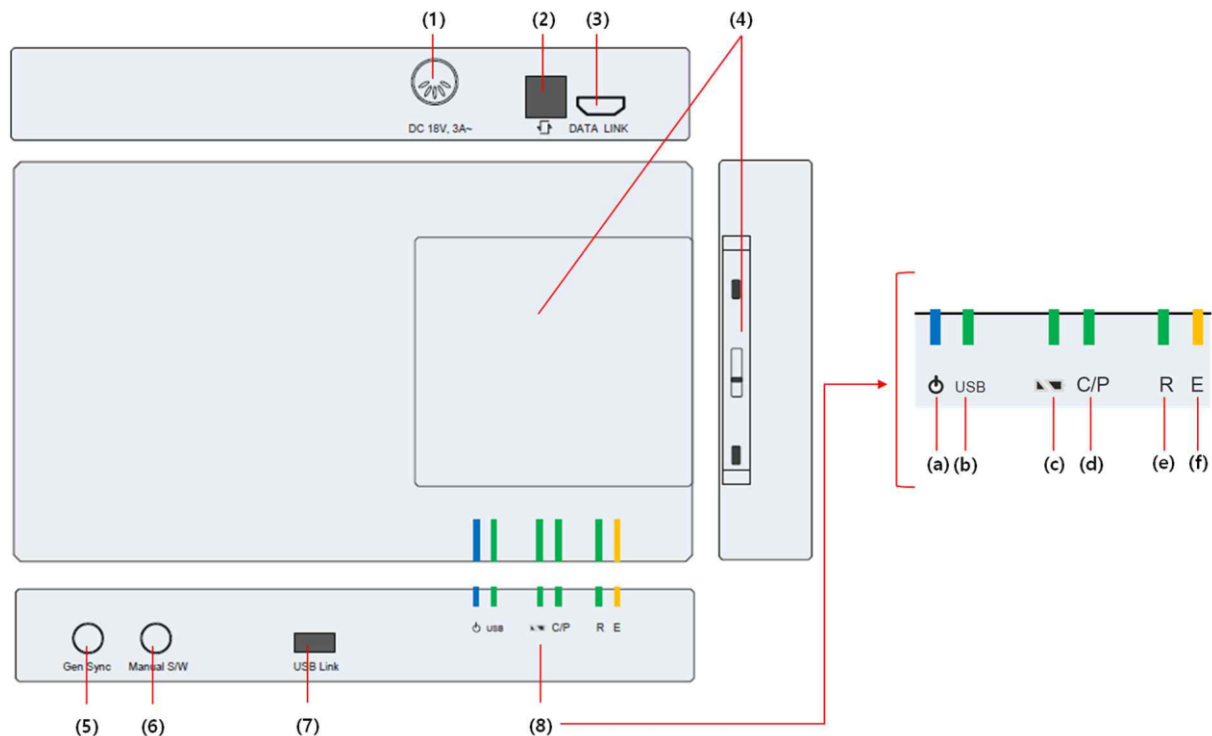 (1) (2) (3) (4)
DC 18V, 3A~ DATA LINK
USB C/P R E
(a) (b) (c) (d) (e) (f)
USB C/P R E
Gen Sync Manual S/W USB Link
(5) (6) (7) (8)